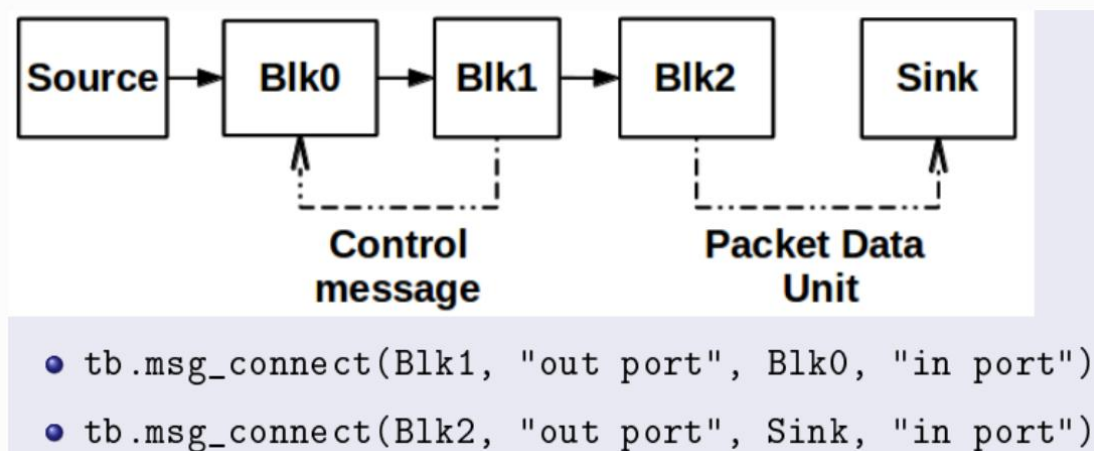 Source Blk0 Blk1 Blk2 Sink
Control
message
Packet Data
Unit
tb.msg_connect(Blk1, "out port", Blk0, "in port")
tb.msg_connect(Blk2, "out port", Sink, "in port")